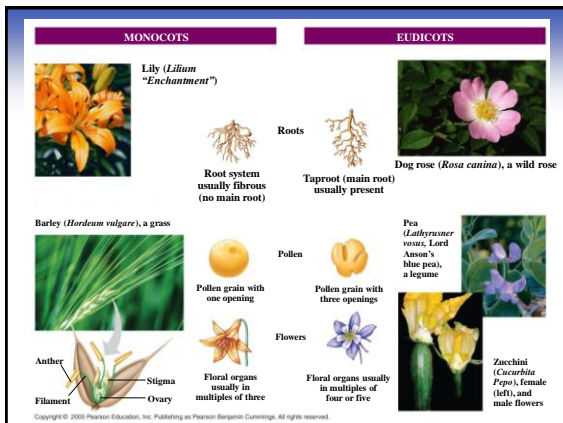 MONOCOTS
EUDICOTS
Lily (Lilium
“Enchantment”)
Roots
Root system
usually fibrous
(no main root)
Taproot (main root)
usually present
Dog rose (Rosa canina), a wild rose
Barley (Hordeum vulgare), a grass
Pollen
Pollen grain with
one opening
Pollen grain with
three openings
Pea
(Lathyrusner
vosus, Lord
Anson’s
blue pea),
a legume
Flowers
Anther
Stigma
Filament
Ovary
Floral organs
usually in
multiples of three
Floral organs usually
in multiples of
four or five
Zucchini
(Cucurbita
Pepo), female
(left), and
male flowers
Copyright © 2005 Pearson Education, Inc. Publishing as Pearson Benjamin Cummings. All rights reserved.